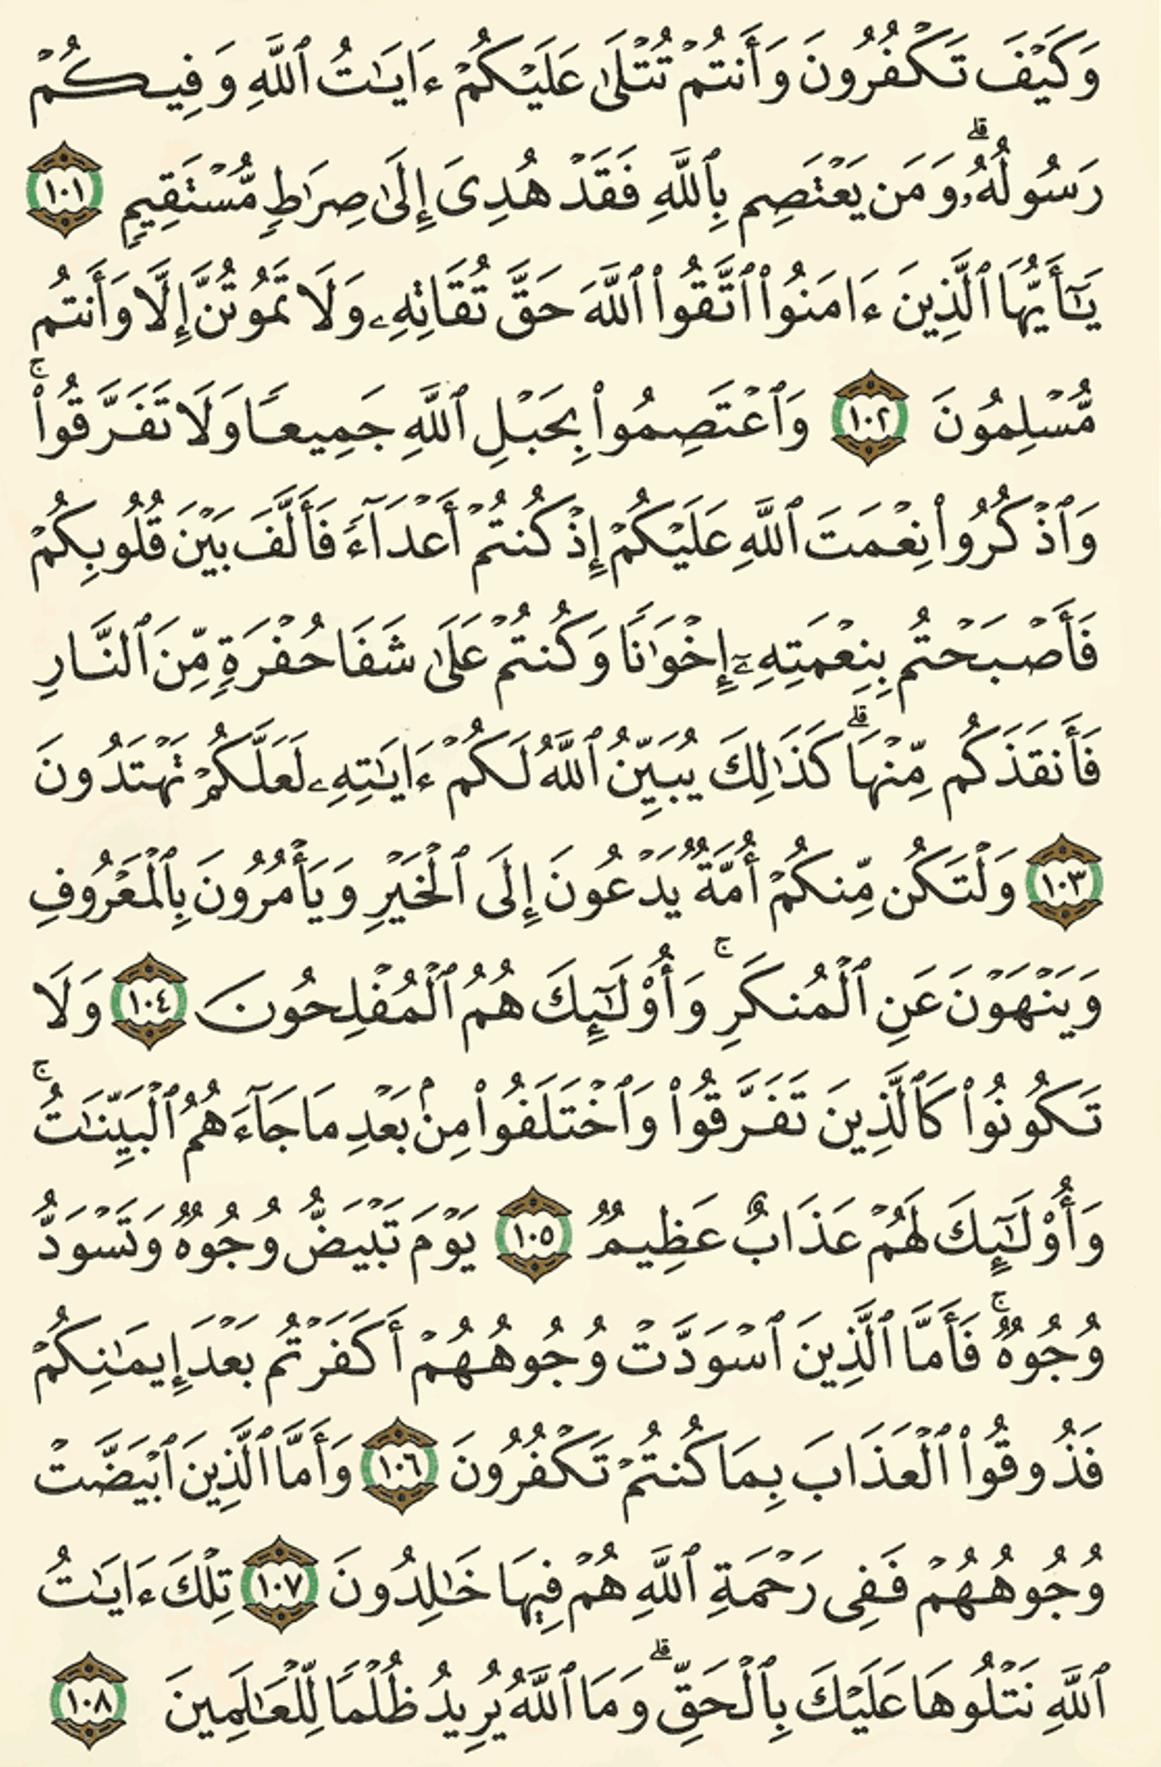 وَكَيْفَ تَكْفُرُونَ وَأَنتُمْ تُتْلَىٰ عَلَيْكُمْ ءَايَـٰتُ ٱللَّهِ وَفِيكُمْ
رَسُولُهُۥ ۗ وَمَن يَعْتَصِم بِٱللَّهِ فَقَدْ هُدِىَ إِلَىٰ صِرَٰطٍ مُّسْتَقِيمٍ ١٠١
يَـٰٓأَيُّهَا ٱلَّذِينَ ءَامَنُوا۟ ٱتَّقُوا۟ ٱللَّهَ حَقَّ تُقَاتِهِۦ وَلَا تَمُوتُنَّ إِلَّا وَأَنتُم
مُّسْلِمُونَ ١٠٢ وَٱعْتَصِمُوا۟ بِحَبْلِ ٱللَّهِ جَمِيعًا وَلَا تَفَرَّقُوا۟ ۚ
وَٱذْكُرُوا۟ نِعْمَتَ ٱللَّهِ عَلَيْكُمْ إِذْ كُنتُمْ أَعْدَآءً فَأَلَّفَ بَيْنَ قُلُوبِكُمْ
فَأَصْبَحْتُم بِنِعْمَتِهِۦٓ إِخْوَٰنًا وَكُنتُمْ عَلَىٰ شَفَا حُفْرَةٍ مِّنَ ٱلنَّارِ
فَأَنقَذَكُم مِّنْهَا ۗ كَذَٰلِكَ يُبَيِّنُ ٱللَّهُ لَكُمْ ءَايَـٰتِهِۦ لَعَلَّكُمْ تَهْتَدُونَ
١٠٣ وَلْتَكُن مِّنكُمْ أُمَّةٌ يَدْعُونَ إِلَى ٱلْخَيْرِ وَيَأْمُرُونَ بِٱلْمَعْرُوفِ
وَيَنْهَوْنَ عَنِ ٱلْمُنكَرِ ۚ وَأُو۟لَـٰٓئِكَ هُمُ ٱلْمُفْلِحُونَ ١٠٤ وَلَا
تَكُونُوا۟ كَٱلَّذِينَ تَفَرَّقُوا۟ وَٱخْتَلَفُوا۟ مِنۢ بَعْدِ مَا جَآءَهُمُ ٱلْبَيِّنَـٰتُ ۚ
وَأُو۟لَـٰٓئِكَ لَهُمْ عَذَابٌ عَظِيمٌ ١٠٥ يَوْمَ تَبْيَضُّ وُجُوهٌ وَتَسْوَدُّ
وُجُوهٌ ۚ فَأَمَّا ٱلَّذِينَ ٱسْوَدَّتْ وُجُوهُهُمْ أَكَفَرْتُم بَعْدَ إِيمَـٰنِكُمْ
فَذُوقُوا۟ ٱلْعَذَابَ بِمَا كُنتُمْ تَكْفُرُونَ ١٠٦ وَأَمَّا ٱلَّذِينَ ٱبْيَضَّتْ
وُجُوهُهُمْ فَفِى رَحْمَةِ ٱللَّهِ هُمْ فِيهَا خَـٰلِدُونَ ١٠٧ تِلْكَ ءَايَـٰتُ
ٱللَّهِ نَتْلُوهَا عَلَيْكَ بِٱلْحَقِّ ۗ وَمَا ٱللَّهُ يُرِيدُ ظُلْمًا لِّلْعَـٰلَمِينَ ١٠٨